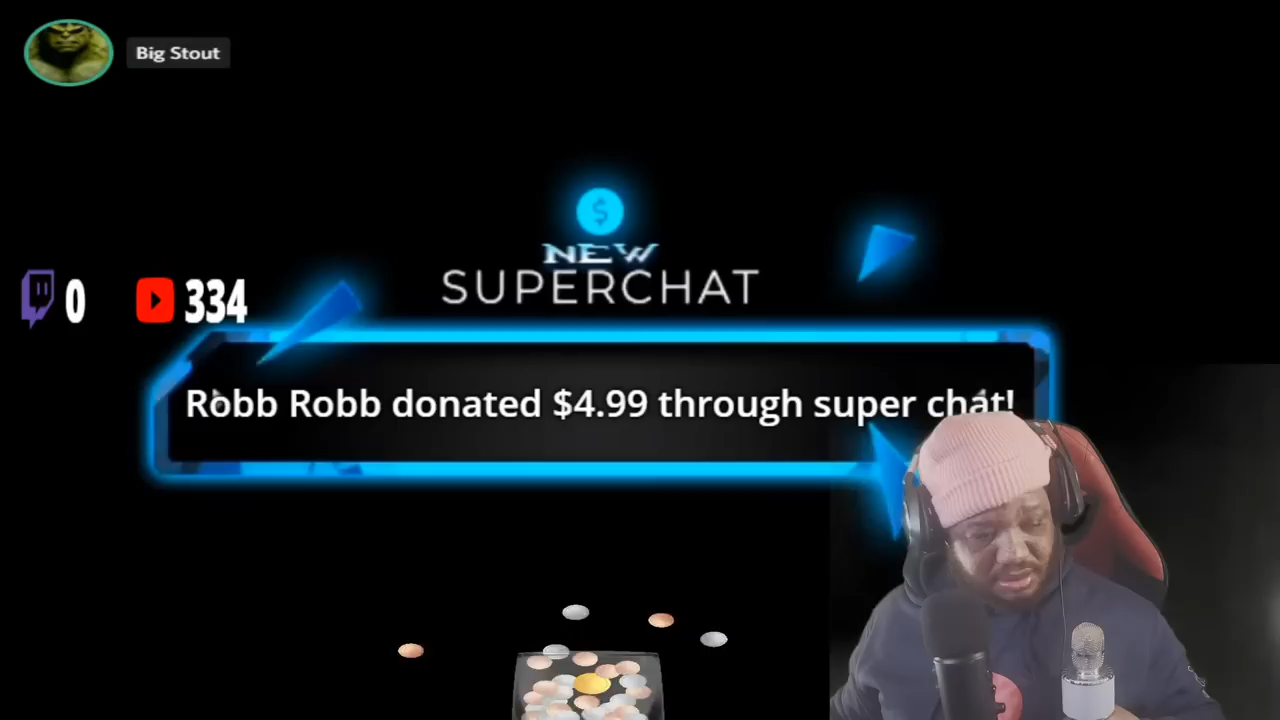 Big Stout
$
NEW
SUPERCHAT
0 334
Robb Robb donated $4.99 through super chat!